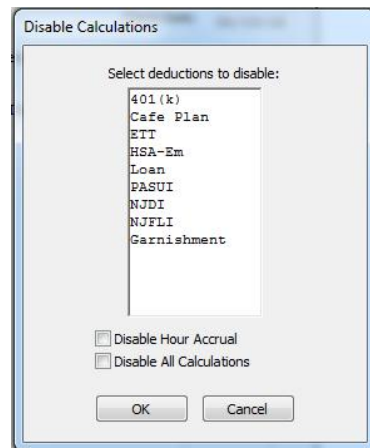 Disable Calculations
Select deductions to disable:
401(k)
Cafe Plan
ETT
HSA-Em
Loan
PASUI
NJDI
NJFLI
Garnishment
Disable Hour Accrual
Disable All Calculations
OK Cancel